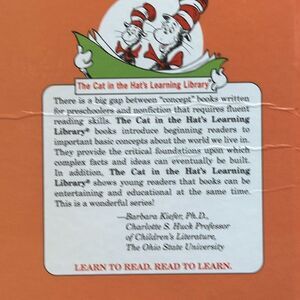 The Cat in the Hat's Learning Library®
There is a big gap between "concept" books written
for preschoolers and nonfiction that requires fluent
reading skills. The Cat in the Hat's Learning
Library® books introduce beginning readers to
important basic concepts about the world we live in.
They provide the critical foundations upon which
complex facts and ideas can eventually be built.
In addition, The Cat in the Hat's Learning
Library® shows young readers that books can be
entertaining and educational at the same time.
This is a wonderful series!
—Barbara Kiefer, Ph.D.,
Charlotte S. Huck Professor
of Children's Literature,
The Ohio State University
LEARN TO READ. READ TO LEARN.